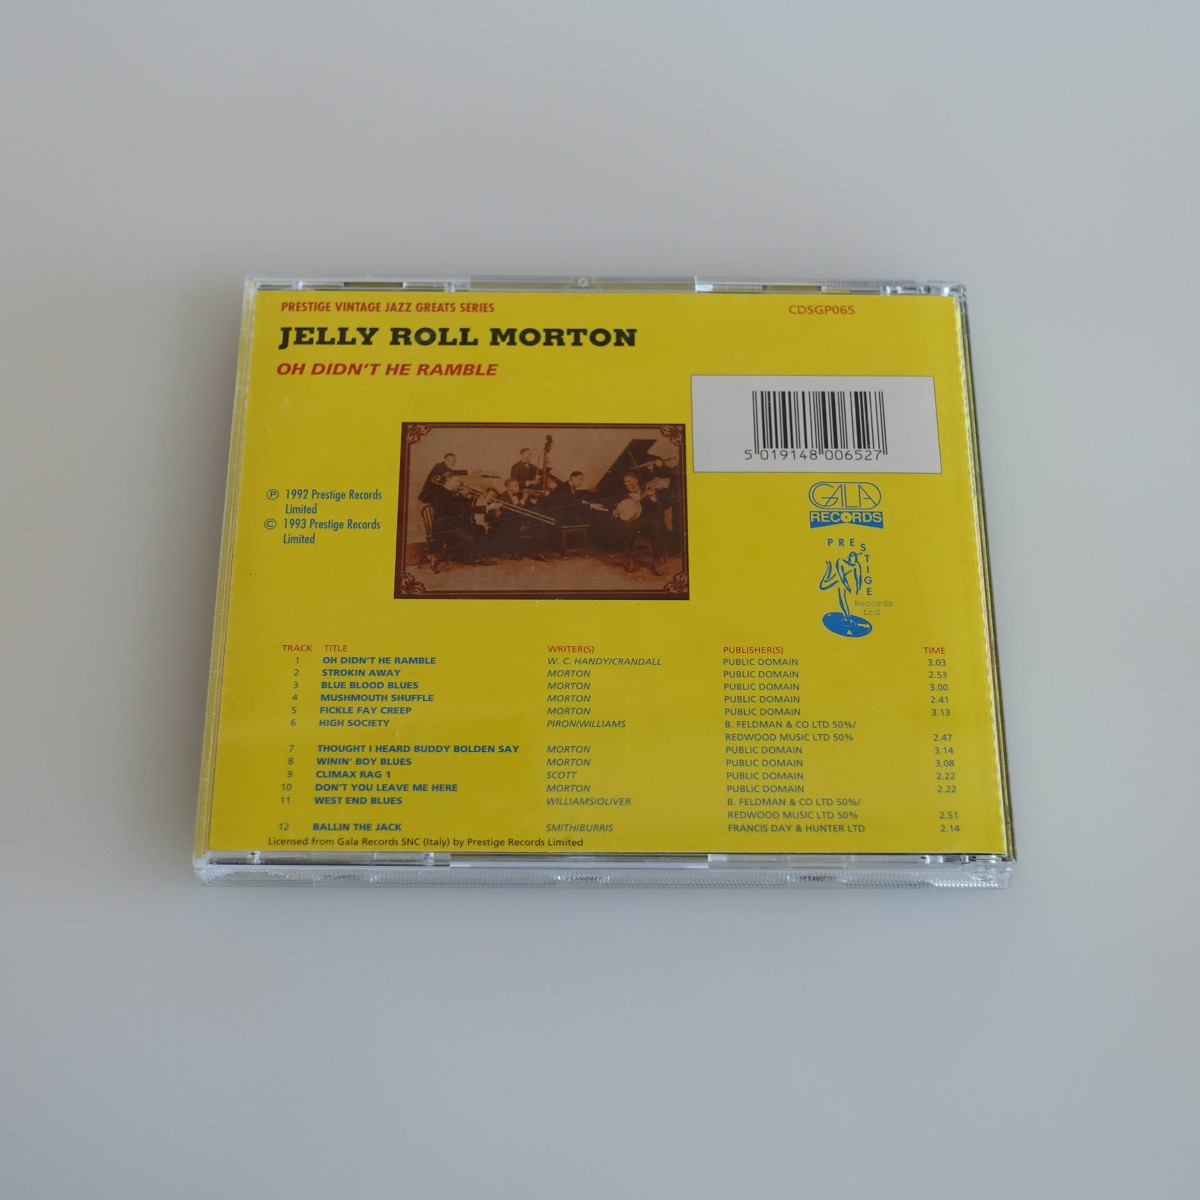 PRESTIGE VINTAGE JAZZ GREATS SERIES
CDSGP065
JELLY ROLL MORTON
OH DIDN'T HE RAMBLE
5 019148 006527
Ⓟ 1992 Prestige Records
Limited
© 1993 Prestige Records
Limited
GALA
RECORDS
PRESTIGE
Records
Ltd
TRACK TITLE WRITER(S) PUBLISHER(S) TIME
1 OH DIDN'T HE RAMBLE W. C. HANDY/CRANDALL PUBLIC DOMAIN 3.03
2 STROKIN AWAY MORTON PUBLIC DOMAIN 2.53
3 BLUE BLOOD BLUES MORTON PUBLIC DOMAIN 3.00
4 MUSHMOUTH SHUFFLE MORTON PUBLIC DOMAIN 2.41
5 FICKLE FAY CREEP MORTON PUBLIC DOMAIN 3.13
6 HIGH SOCIETY PIRON/WILLIAMS B. FELDMAN & CO LTD 50%/
REDWOOD MUSIC LTD 50% 2.47
7 THOUGHT I HEARD BUDDY BOLDEN SAY MORTON PUBLIC DOMAIN 3.14
8 WININ' BOY BLUES MORTON PUBLIC DOMAIN 3.08
9 CLIMAX RAG 1 SCOTT PUBLIC DOMAIN 2.22
10 DON'T YOU LEAVE ME HERE MORTON PUBLIC DOMAIN 2.22
11 WEST END BLUES WILLIAMS/OLIVER B. FELDMAN & CO LTD 50%/
REDWOOD MUSIC LTD 50% 2.51
12 BALLIN THE JACK SMITH/BURRIS FRANCIS DAY & HUNTER LTD 2.14
Licensed from Gala Records SNC (Italy) by Prestige Records Limited